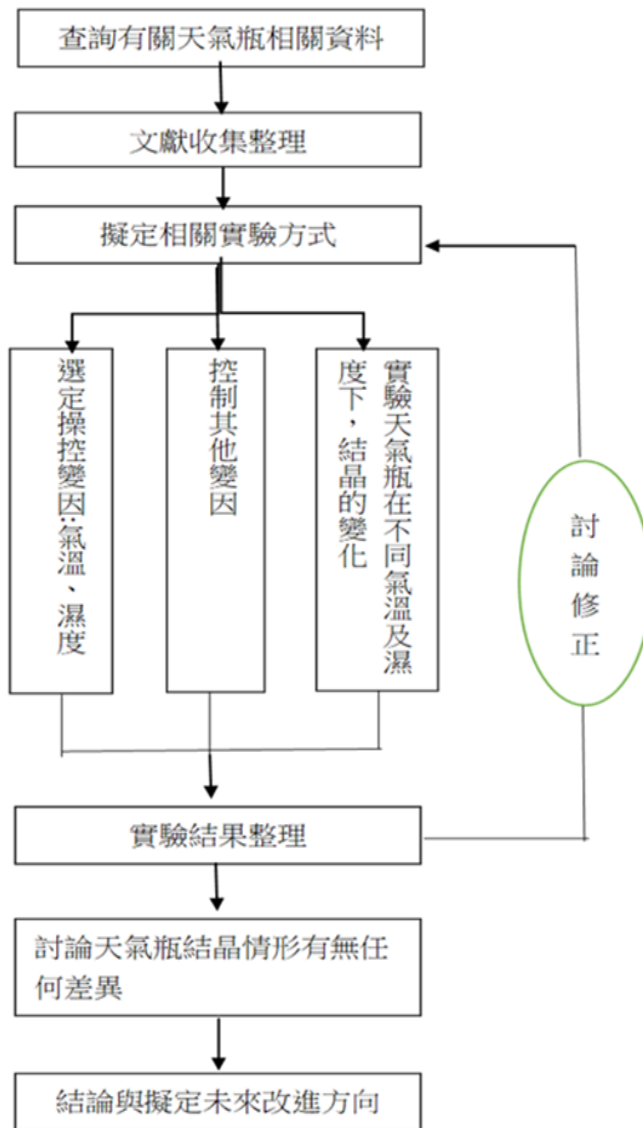 查詢有關天氣瓶相關資料
文獻收集整理
擬定相關實驗方式
選定操控變因:氣溫、濕度
控制其他變因
實驗天氣瓶在不同氣溫及濕
度下，結晶的變化
討論修正
實驗結果整理
討論天氣瓶結晶情形有無任
何差異
結論與擬定未來改進方向